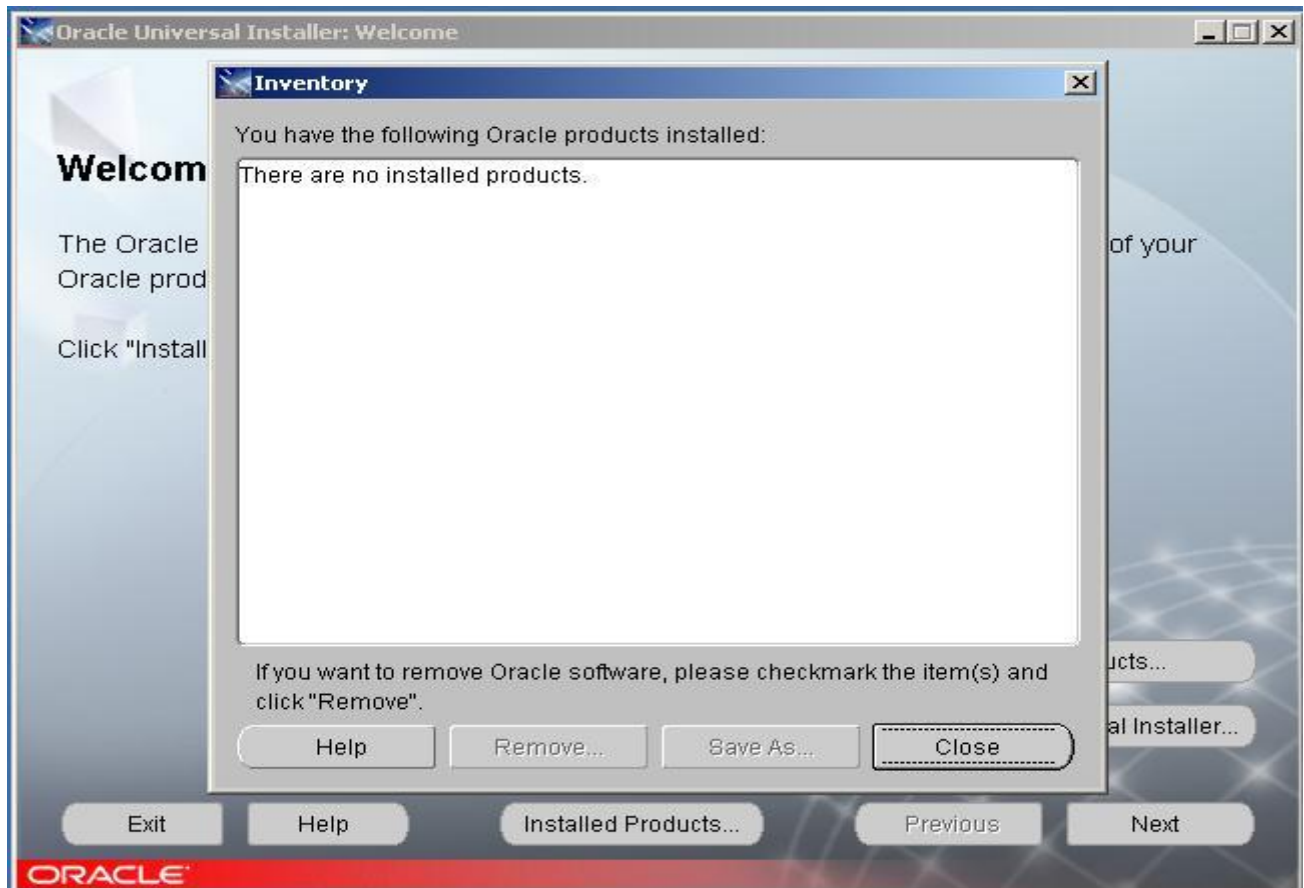 Oracle Universal Installer: Welcome
Inventory
You have the following Oracle products installed:
There are no installed products.
Welcom
The Oracle
of your
Oracle prod
Click "Install
If you want to remove Oracle software, please checkmark the item(s) and
click "Remove".
ucts...
al Installer...
Help
Remove...
Save As...
Close
Exit
Help
Installed Products...
Previous
Next
ORACLE